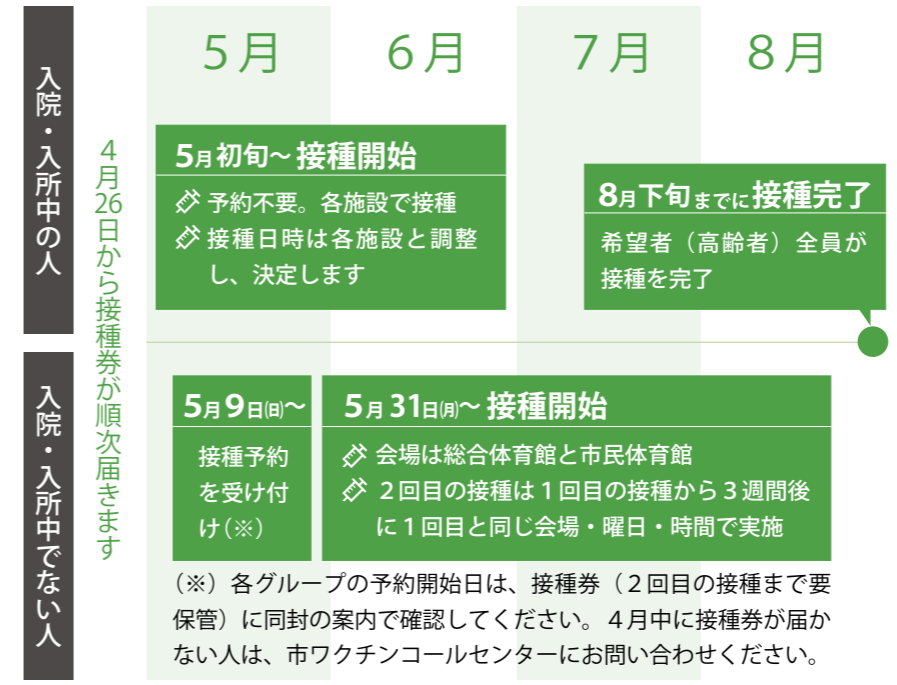 5月
6月
7月
8月
入院・入所中の人
4月26日から接種券が順次届きます
5月初旬～接種開始
予約不要。各施設で接種
接種日時は各施設と調整
し、決定します
8月下旬までに接種完了
希望者（高齢者）全員が
接種を完了
入院・入所中でない人
5月9日㈰～
接種予約
を受け付
け（※）
5月31日㈪～接種開始
会場は総合体育館と市民体育館
２回目の接種は１回目の接種から３週間後
に１回目と同じ会場・曜日・時間で実施
（※）各グループの予約開始日は、接種券（２回目の接種まで要
保管）に同封の案内で確認してください。４月中に接種券が届か
ない人は、市ワクチンコールセンターにお問い合わせください。